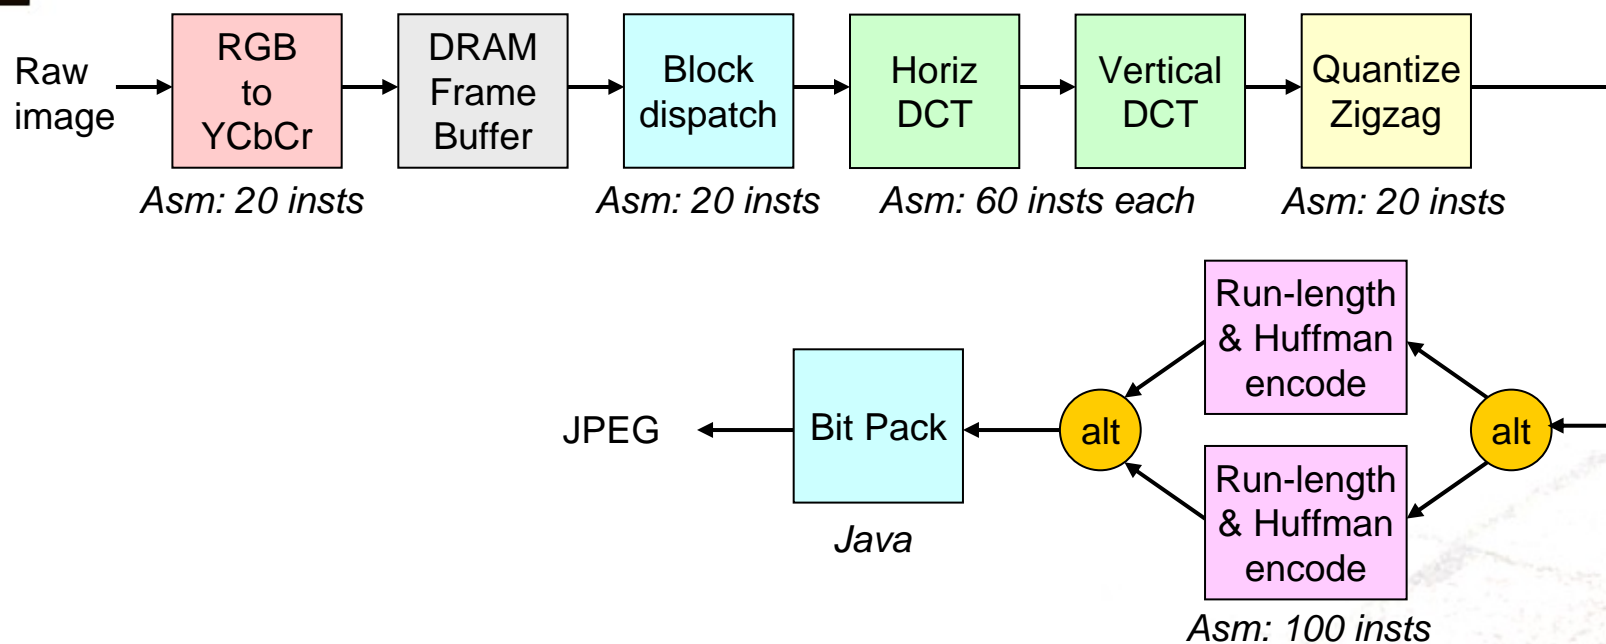 Raw
image
RGB
to
YCbCr
DRAM
Frame
Buffer
Block
dispatch
Horiz
DCT
Vertical
DCT
Quantize
Zigzag
Asm: 20 insts
Asm: 20 insts
Asm: 60 insts each
Asm: 20 insts
Run-length
& Huffman
encode
alt
Run-length
& Huffman
encode
Asm: 100 insts
alt
Bit Pack
Java
JPEG